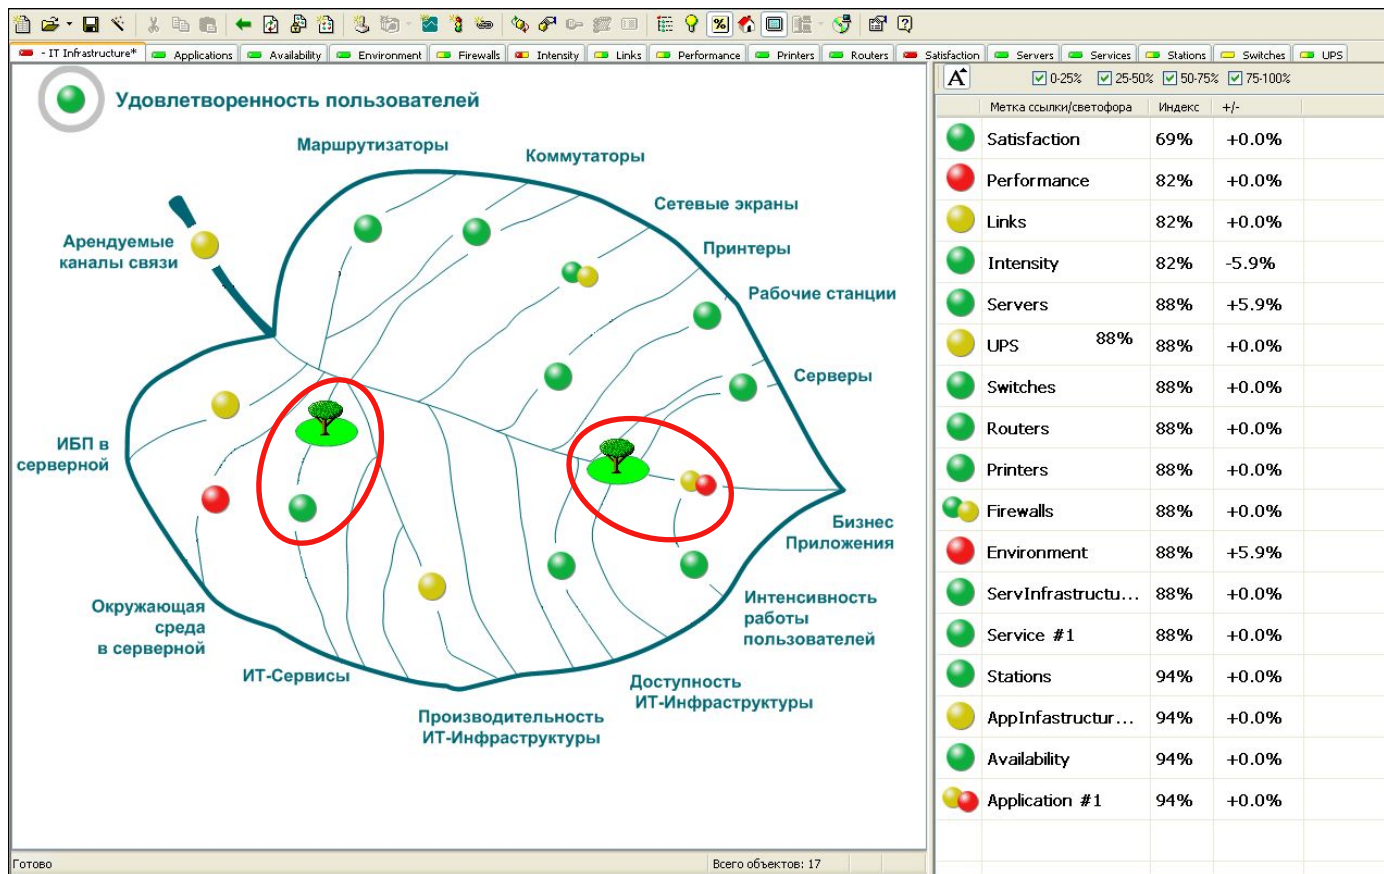 - IT Infrastructure*
Applications
Availability
Environment
Firewalls
Intensity
Links
Performance
Printers
Routers
Satisfaction
Servers
Services
Stations
Switches
UPS
Удовлетворенность пользователей
Маршрутизаторы
Коммутаторы
Сетевые экраны
Принтеры
Рабочие станции
Серверы
Арендуемые
каналы связи
ИБП в
серверной
Окружающая
среда
в серверной
ИТ-Сервисы
Производительность
ИТ-Инфраструктуры
Доступность
ИТ-Инфраструктуры
Интенсивность
работы
пользователей
Бизнес
Приложения
A 0-25% 25-50% 50-75% 75-100%
Метка ссылки/светофора Индекс +/-
Satisfaction 69% +0.0%
Performance 82% +0.0%
Links 82% +0.0%
Intensity 82% -5.9%
Servers 88% +5.9%
UPS 88% 88% +0.0%
Switches 88% +0.0%
Routers 88% +0.0%
Printers 88% +0.0%
Firewalls 88% +0.0%
Environment 88% +5.9%
ServInfrastructu... 88% +0.0%
Service #1 88% +0.0%
Stations 94% +0.0%
AppInfastructur... 94% +0.0%
Availability 94% +0.0%
Application #1 94% +0.0%
Готово
Всего объектов: 17